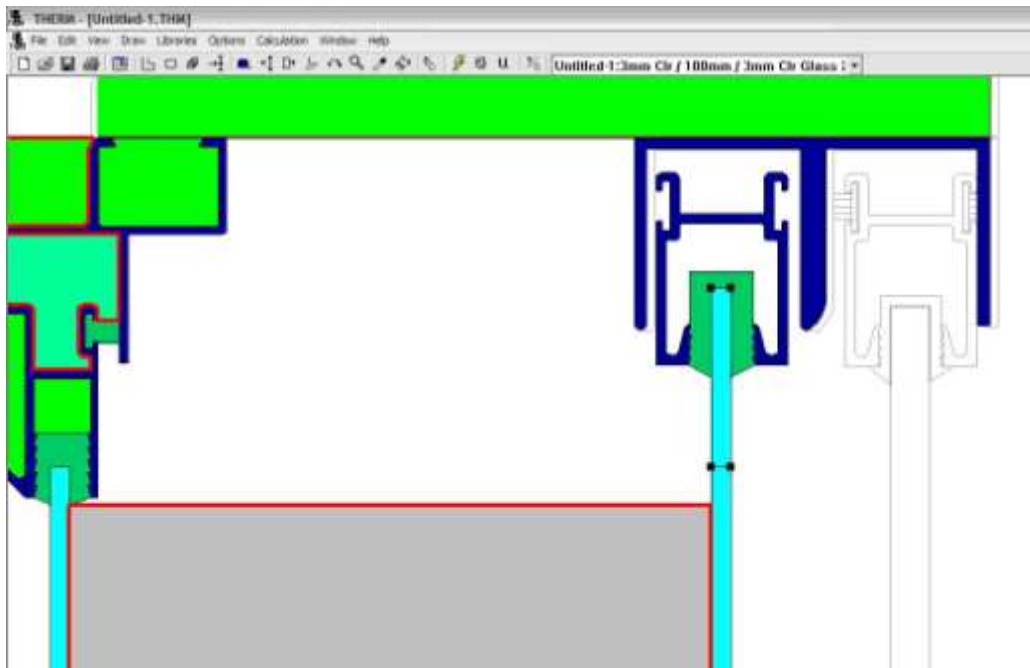 THERM - [Untitled-1.THM]
File Edit View Draw Libraries Options Calculation Window Help
U Untitled-1:3mm Clr / 100mm / 3mm Clr Glass